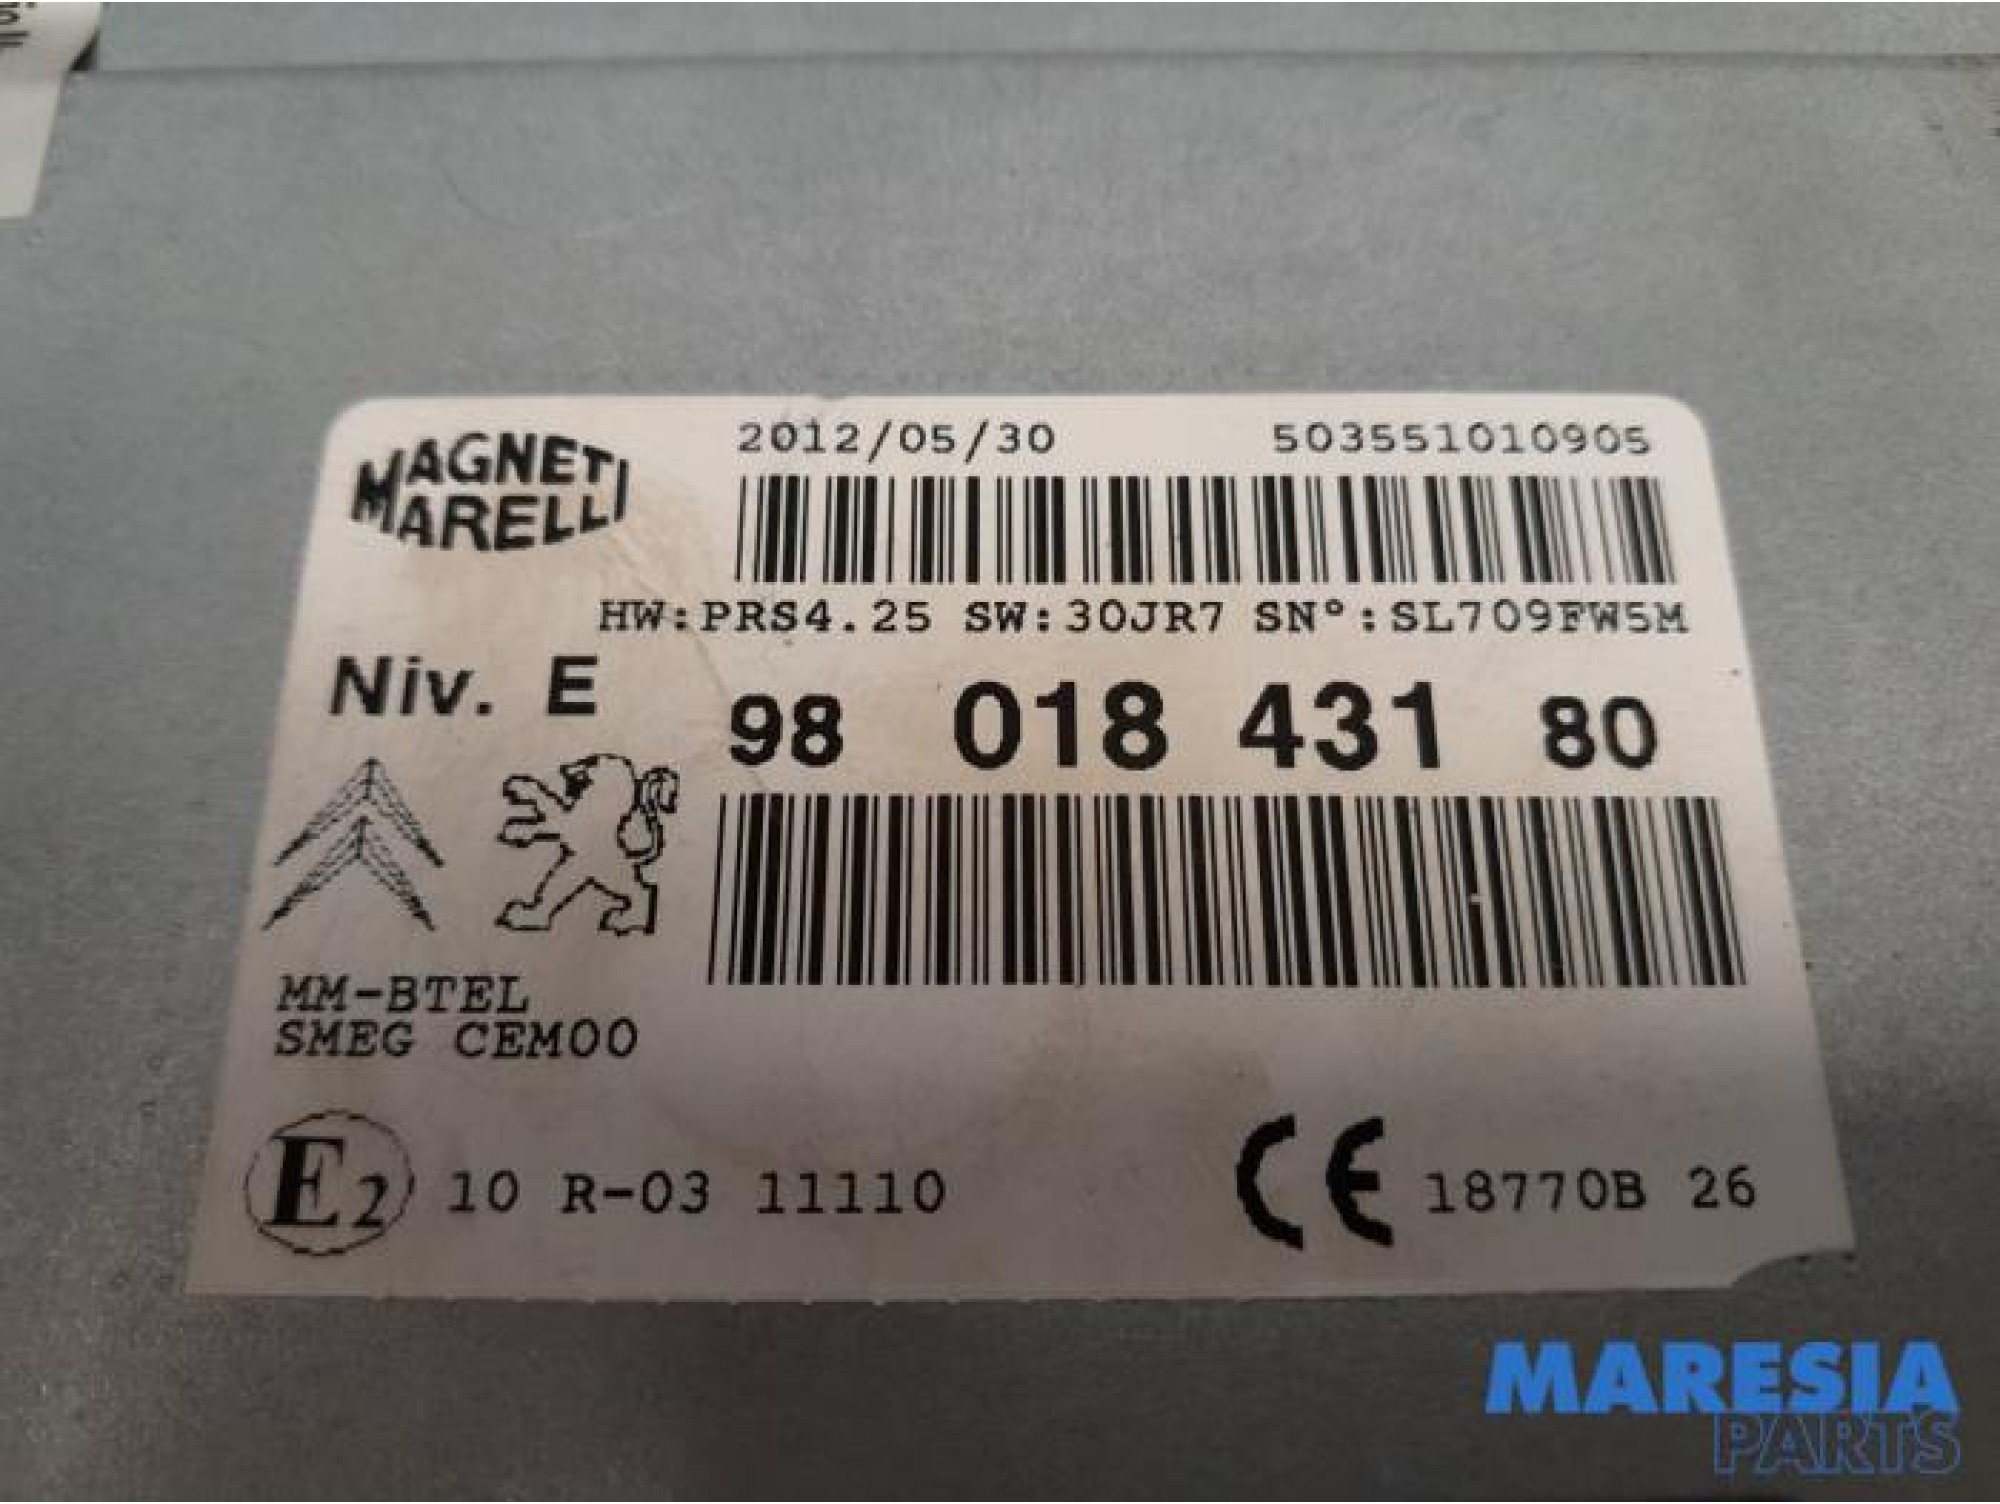 MAGNETI
MARELLI
2012/05/30 503551010905
HW:PRS4.25 SW:30JR7 SN°:SL709FW5M
Niv. E
98 018 431 80
MM-BTEL
SMEG CEM00
E2 10 R-03 11110
CE 18770B 26
MARESIA
PARTS